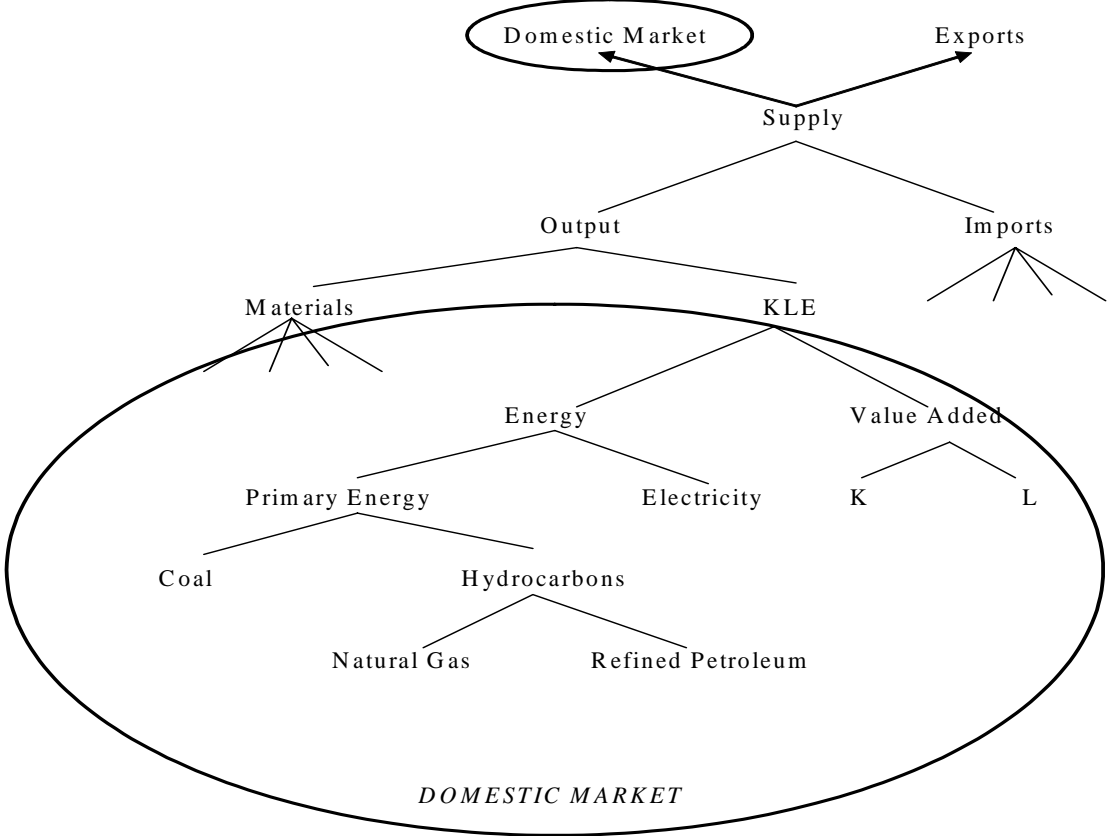 Domestic Market
Exports
Supply
Output
Imports
Materials
KLE
Energy
Value Added
Primary Energy
Electricity
K
L
Coal
Hydrocarbons
Natural Gas
Refined Petroleum
DOMESTIC MARKET